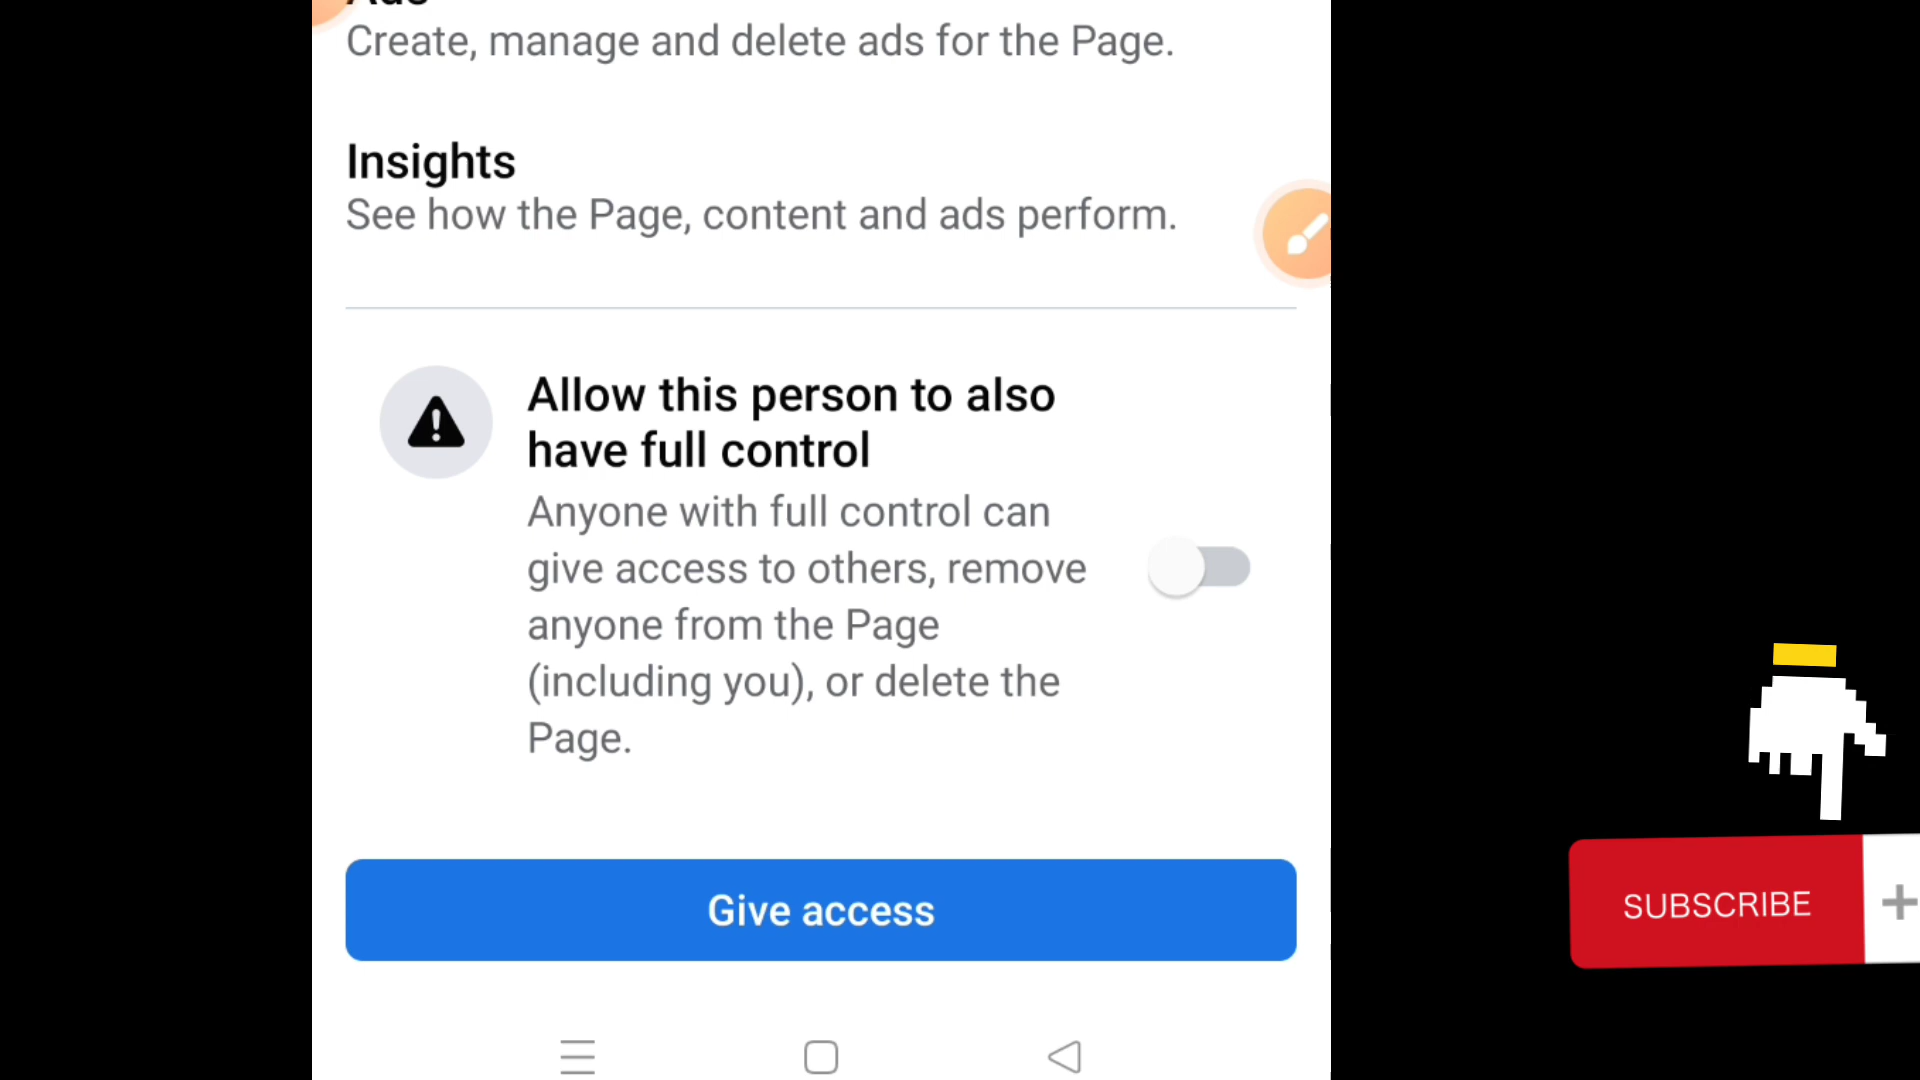 Ads
Create, manage and delete ads for the Page.
Insights
See how the Page, content and ads perform.
Allow this person to also
have full control
Anyone with full control can
give access to others, remove
anyone from the Page
(including you), or delete the
Page.
Give access
SUBSCRIBE